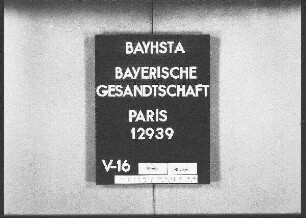 BAYHSTA
BAYERISCHE
GESANDTSCHAFT
PARIS
12939
V-16